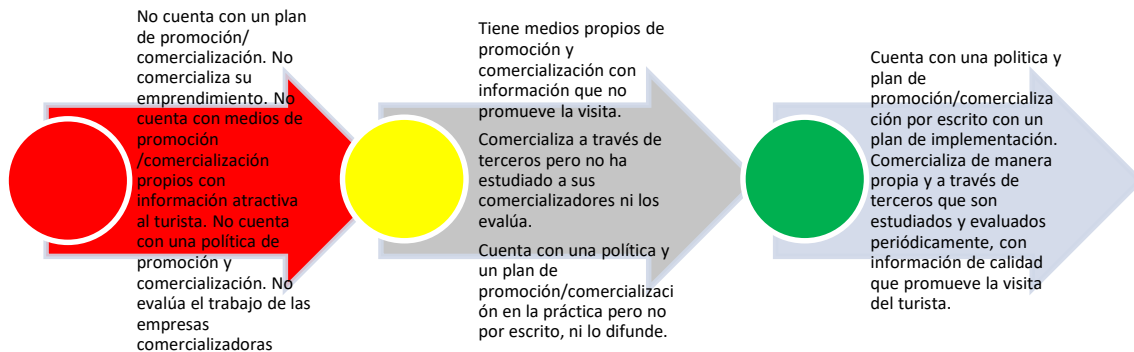 No cuenta con un plan
de promoción/
comercialización. No
comercializa su
emprendimiento. No
cuenta con medios de
promoción
/comercialización
propios con
información atractiva
al turista. No cuenta
con una política de
promoción y
comercialización. No
evalúa el trabajo de las
empresas
comercializadoras
Tiene medios propios de
promoción y
comercialización con
información que no
promueve la visita.
Comercializa a través de
terceros pero no ha
estudiado a sus
comercializadores ni los
evalúa.
Cuenta con una política y
un plan de
promoción/comercializaci
ón en la práctica pero no
por escrito, ni lo difunde.
Cuenta con una politica y
plan de
promoción/comercializa
ción por escrito con un
plan de implementación.
Comercializa de manera
propia y a través de
terceros que son
estudiados y evaluados
periódicamente, con
información de calidad
que promueve la visita
del turista.